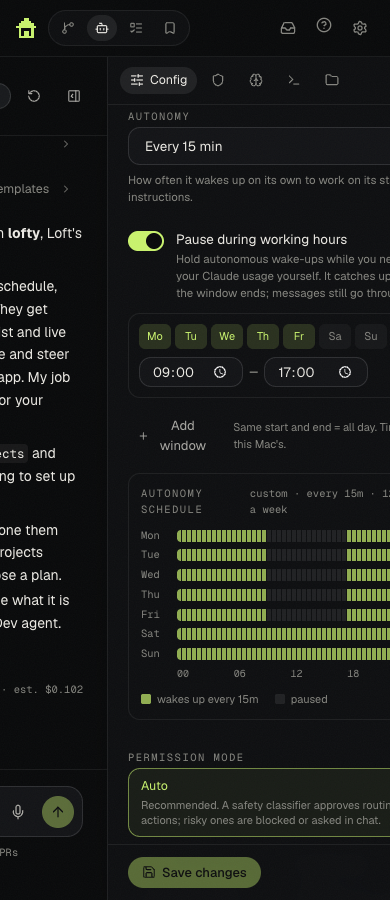 Config
emplates
lofty, Loft's
schedule,
hey get
st and live
e and steer
app. My job
or your
ects and
ng to set up
one them
rojects
ose a plan.
e what it is
Dev agent.
· est. $0.102
PRs
AUTONOMY
Every 15 min
How often it wakes up on its own to work on its st
instructions.
Pause during working hours
Hold autonomous wake-ups while you ne
your Claude usage yourself. It catches up
the window ends; messages still go throu
Mo Tu We Th Fr Sa Su
09:00 – 17:00
+ Add window
Same start and end = all day. Ti
this Mac's.
AUTONOMY SCHEDULE
custom · every 15m · 12
a week
Mon
Tue
Wed
Thu
Fri
Sat
Sun
00 06 12 18
wakes up every 15m paused
PERMISSION MODE
Auto
Recommended. A safety classifier approves routin
actions; risky ones are blocked or asked in chat.
Save changes